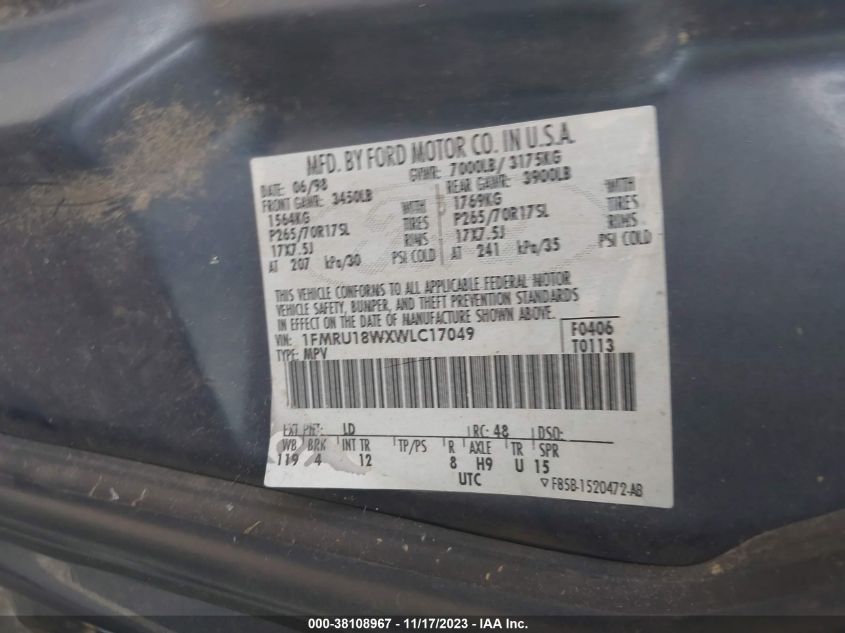 MFD. BY FORD MOTOR CO. IN U.S.A.
DATE: 06/98 GVWR: 7000LB/ 3175KG
FRONT GAWR: 3450LB REAR GAWR: 3900LB
1564KG WITH 1769KG WITH
P265/70R17SL TIRES P265/70R17SL TIRES
17X7.5J RIMS 17X7.5J RIMS
AT 207 kPa/30 PSI COLD AT 241 kPa/35 PSI COLD
THIS VEHICLE CONFORMS TO ALL APPLICABLE FEDERAL MOTOR
VEHICLE SAFETY, BUMPER, AND THEFT PREVENTION STANDARDS
IN EFFECT ON THE DATE OF MANUFACTURE SHOWN ABOVE.
VIN: 1FMRU18WXWLC17049 F0406
TYPE: MPV T0113
EXT PNT: LD RC: 48 DSO:
WB BRK INT TR TP/PS R AXLE TR SPR
119 4 12 8 H9 U 15
UTC ▽ F85B-1520472-AB
000-38108967 - 11/17/2023 - IAA Inc.